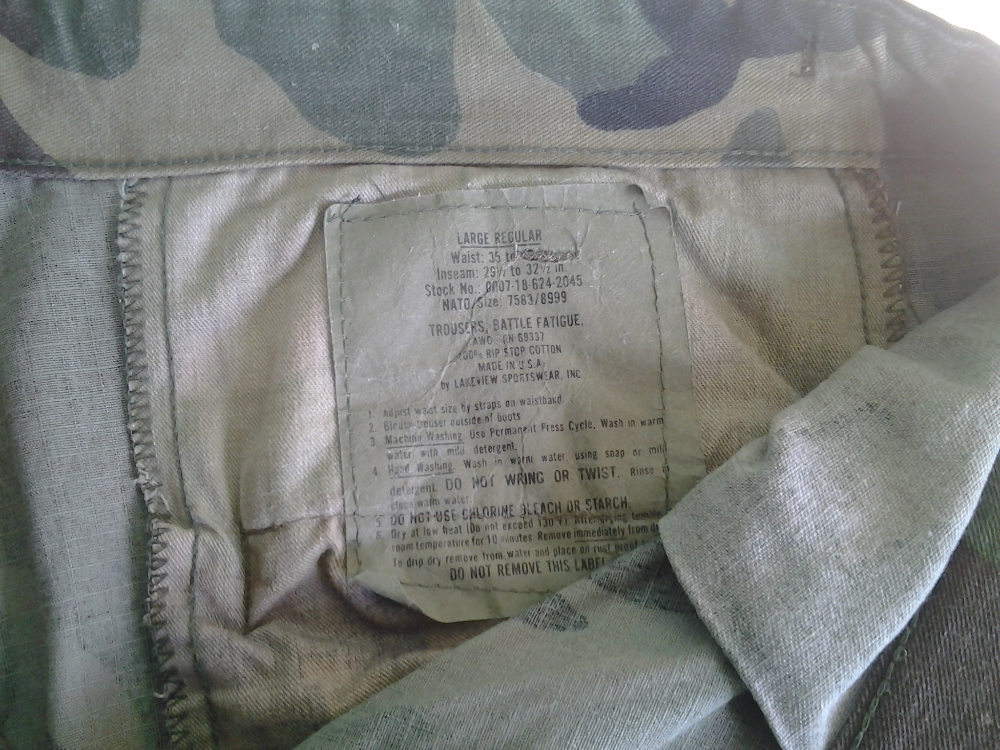 LARGE REGULAR
Waist: 35 to
Inseam: 29½ to 32½ in.
Stock No.: 0007-18-624-2045
NATO/Size: 7583/8999
TROUSERS, BATTLE FATIGUE,
100% RIP STOP COTTON
MADE IN U.S.A.
by LAKEVIEW SPORTSWEAR, INC.
1. Adjust waist size by straps on waistband
2. trouser outside of boots
3. Machine Washing. Use Permanent Press Cycle. Wash in warm
water with mild detergent.
4. Hand Washing. Wash in warm water, using soap or mild
detergent. DO NOT WRING OR TWIST. Rinse in
clean warm water.
5. DO NOT USE CHLORINE BLEACH OR STARCH.
6. Dry at low heat (Do not exceed 130°F). After drying,
room temperature for 10 minutes Remove immediately from
To drip dry remove from water and place on rust proof
DO NOT REMOVE THIS LABEL